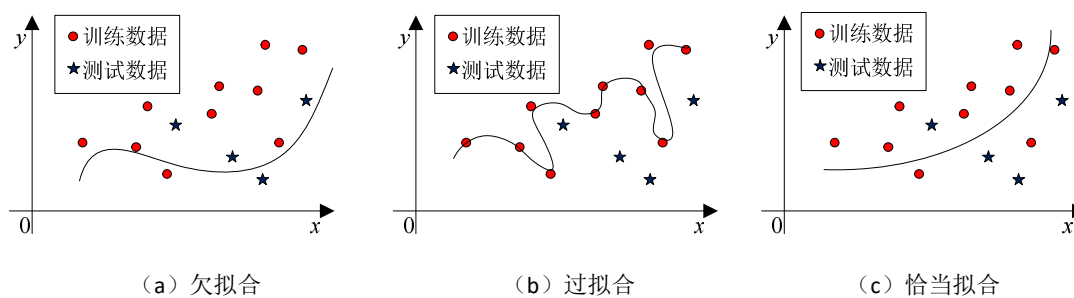 y
训练数据
测试数据
0
x
(a) 欠拟合
y
训练数据
测试数据
0
x
(b) 过拟合
y
训练数据
测试数据
0
x
(c) 恰当拟合